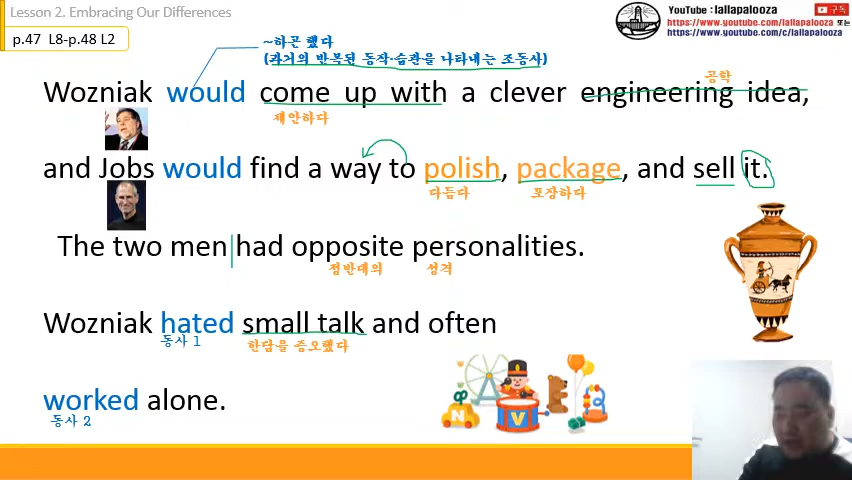 Lesson 2. Embracing Our Differences
YouTube : lallapalooza 구독
https://www.youtube.com/lallapalooza 또는
https://www.youtube.com/c/lallapalooza
p.47 L8-p.48 L2
~하곤 했다
(과거의 반복된 동작·습관을 나타내는 조동사)
공학
Wozniak would come up with a clever engineering idea,
제안하다
and Jobs would find a way to polish, package, and sell it.
다듬다 포장하다
The two men had opposite personalities.
정반대의 성격
Wozniak hated small talk and often
동사 1 한담을 증오했다
worked alone.
동사 2
N V